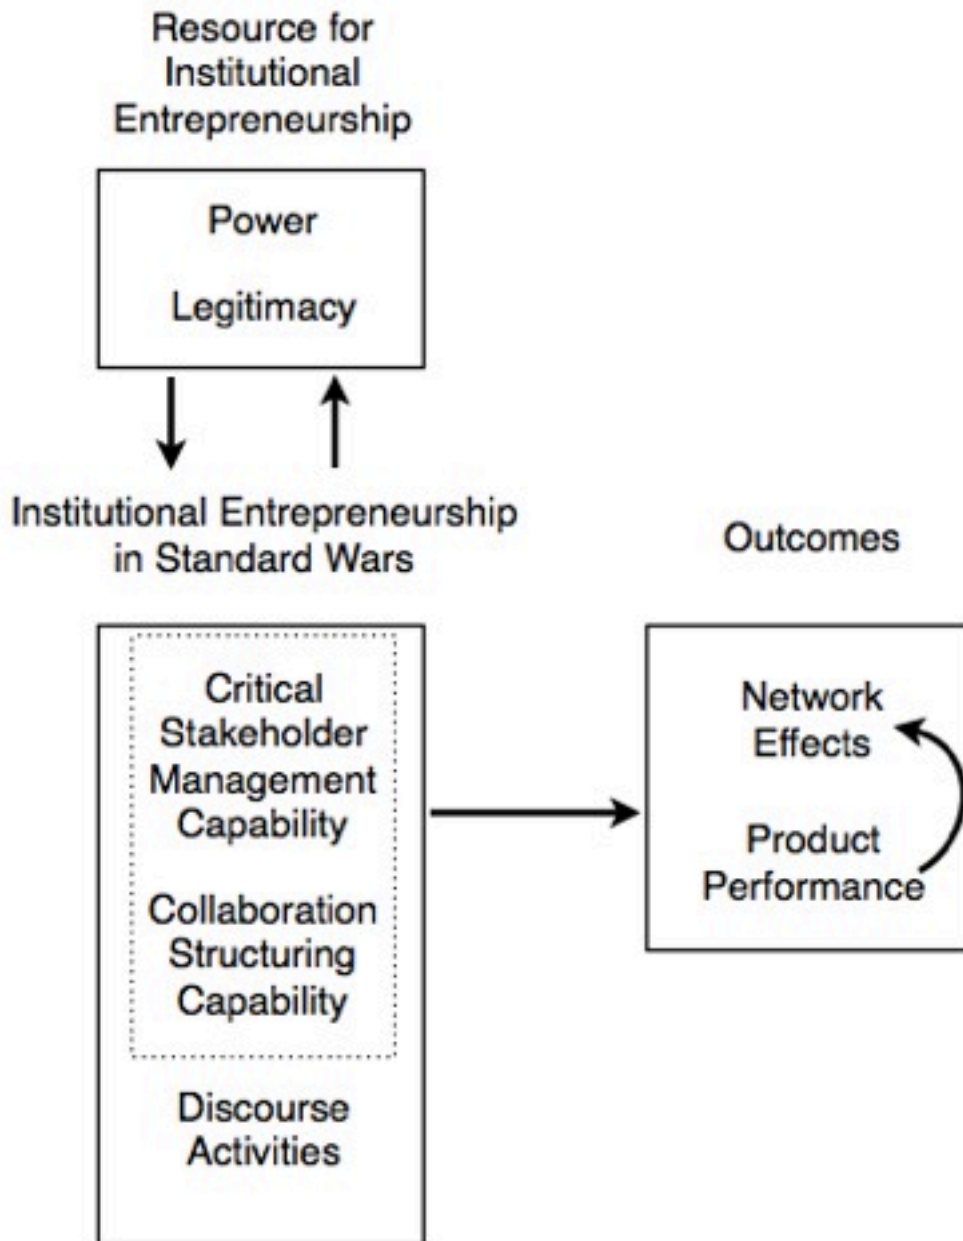 Resource for
Institutional
Entrepreneurship
Power
Legitimacy
Institutional Entrepreneurship
in Standard Wars
Critical
Stakeholder
Management
Capability
Collaboration
Structuring
Capability
Discourse
Activities
Outcomes
Network
Effects
Product
Performance